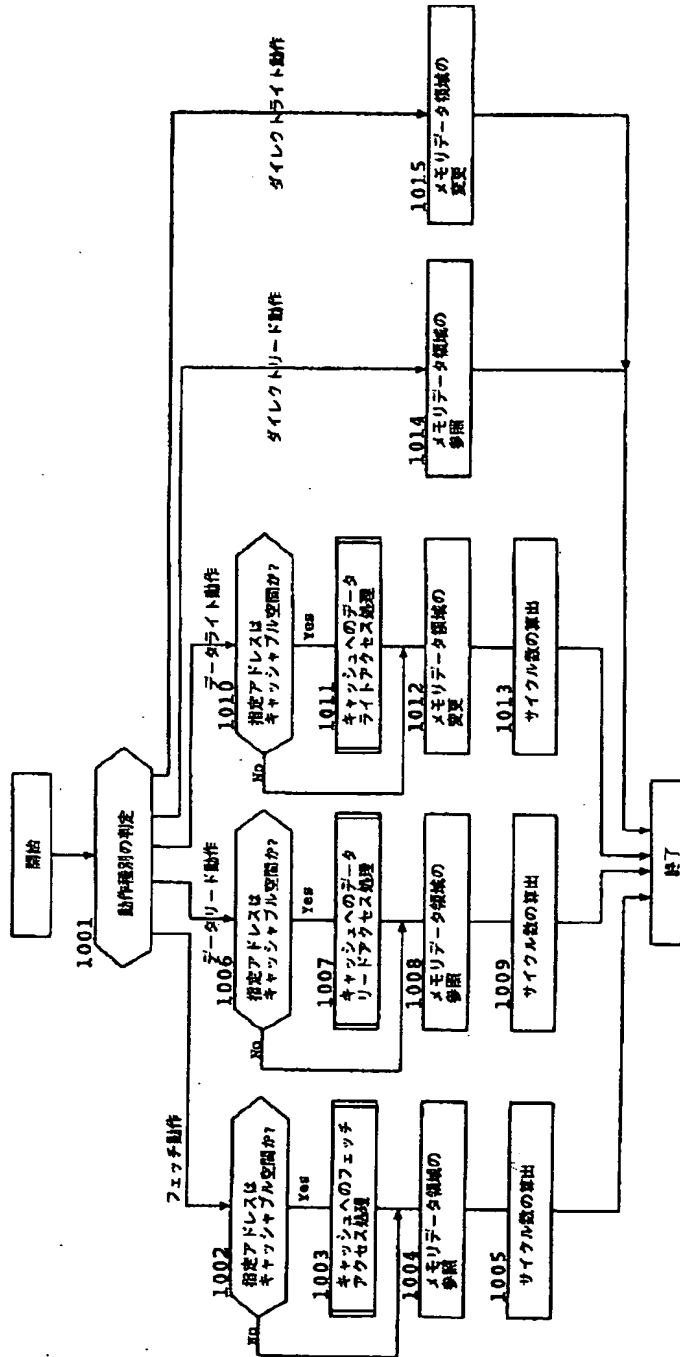 開始
1001
動作種別の判定
フェッチ動作
1002
指定アドレスは
キャッシャブル空間か?
No
Yes
1003
キャッシュへのフェッチ
アクセス処理
1004
メモリデータ領域の
参照
1005
サイクル数の算出
データリード動作
1006
指定アドレスは
キャッシャブル空間か?
No
Yes
1007
キャッシュへのデータ
リードアクセス処理
1008
メモリデータ領域の
参照
1009
サイクル数の算出
データライト動作
1010
指定アドレスは
キャッシャブル空間か?
No
Yes
1011
キャッシュへのデータ
ライトアクセス処理
1012
メモリデータ領域の
変更
1013
サイクル数の算出
ダイレクトリード動作
1014
メモリデータ領域の
参照
ダイレクトライト動作
1015
メモリデータ領域の
変更
終了